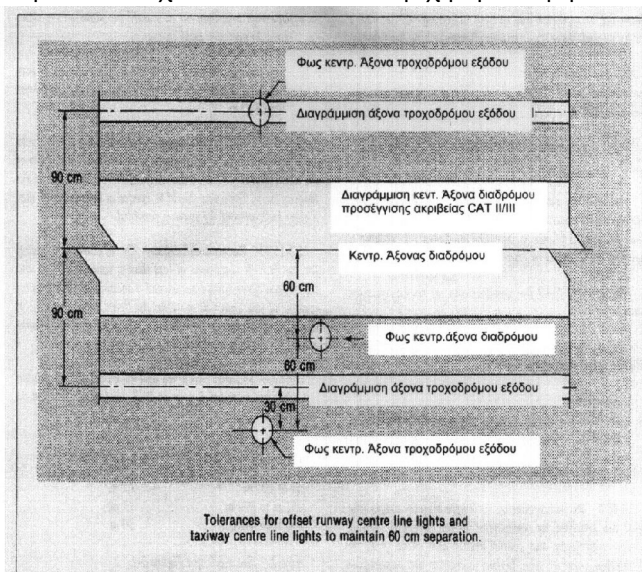 Φως κεντρ. Άξονα τροχοδρόμου εξόδου
Διαγράμμιση άξονα τροχοδρόμου εξόδου
90 cm
Διαγράμμιση κεντ. Άξονα διαδρόμου
προσέγγισης ακριβείας CAT II/III
Κεντρ. Άξονας διαδρόμου
60 cm
90 cm
Φως κεντρ.άξονα διαδρόμου
60 cm
Διαγράμμιση άξονα τροχοδρόμου εξόδου
30 cm
Φως κεντρ. Άξονα τροχοδρόμου εξόδου
Tolerances for offset runway centre line lights and
taxiway centre line lights to maintain 60 cm separation.